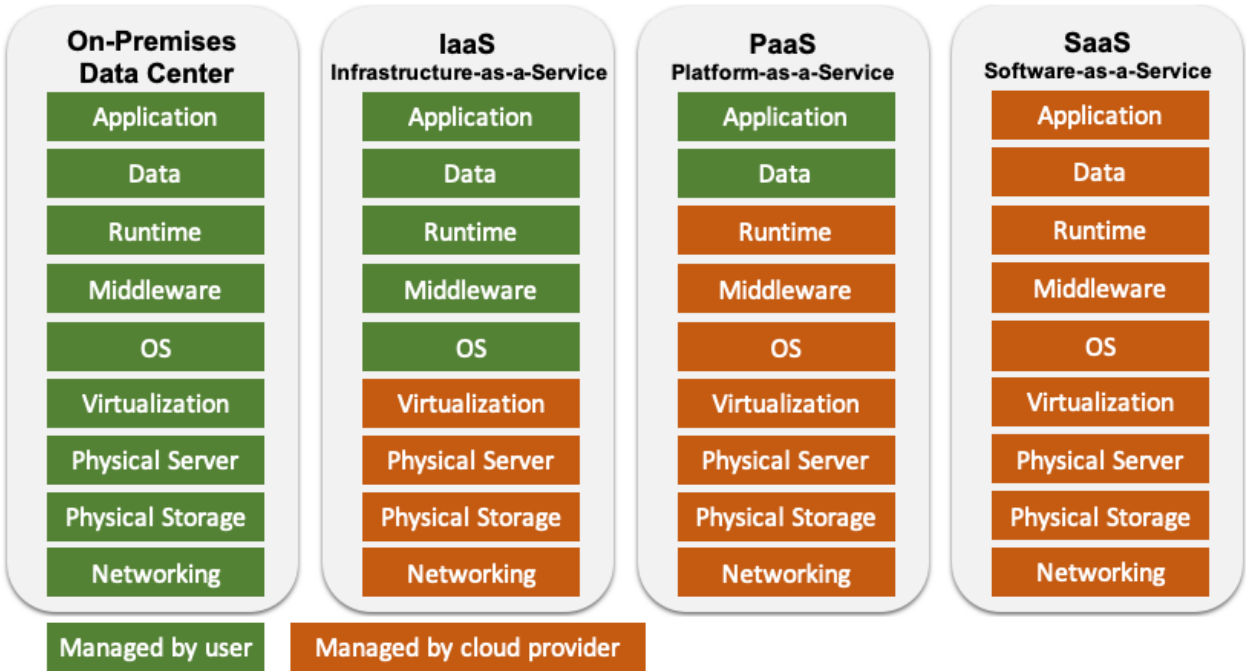 On-Premises
Data Center
Application
Data
Runtime
Middleware
OS
Virtualization
Physical Server
Physical Storage
Networking
IaaS
Infrastructure-as-a-Service
Application
Data
Runtime
Middleware
OS
Virtualization
Physical Server
Physical Storage
Networking
PaaS
Platform-as-a-Service
Application
Data
Runtime
Middleware
OS
Virtualization
Physical Server
Physical Storage
Networking
SaaS
Software-as-a-Service
Application
Data
Runtime
Middleware
OS
Virtualization
Physical Server
Physical Storage
Networking
Managed by user
Managed by cloud provider